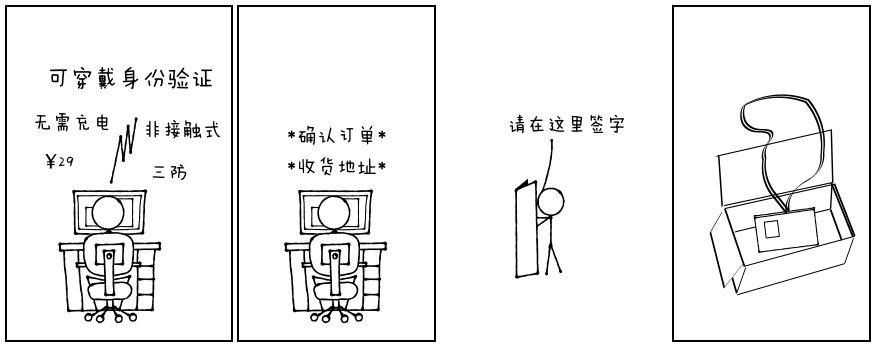 可穿戴身份验证
无需充电
非接触式
¥29
三防
*确认订单*
*收货地址*
请在这里签字